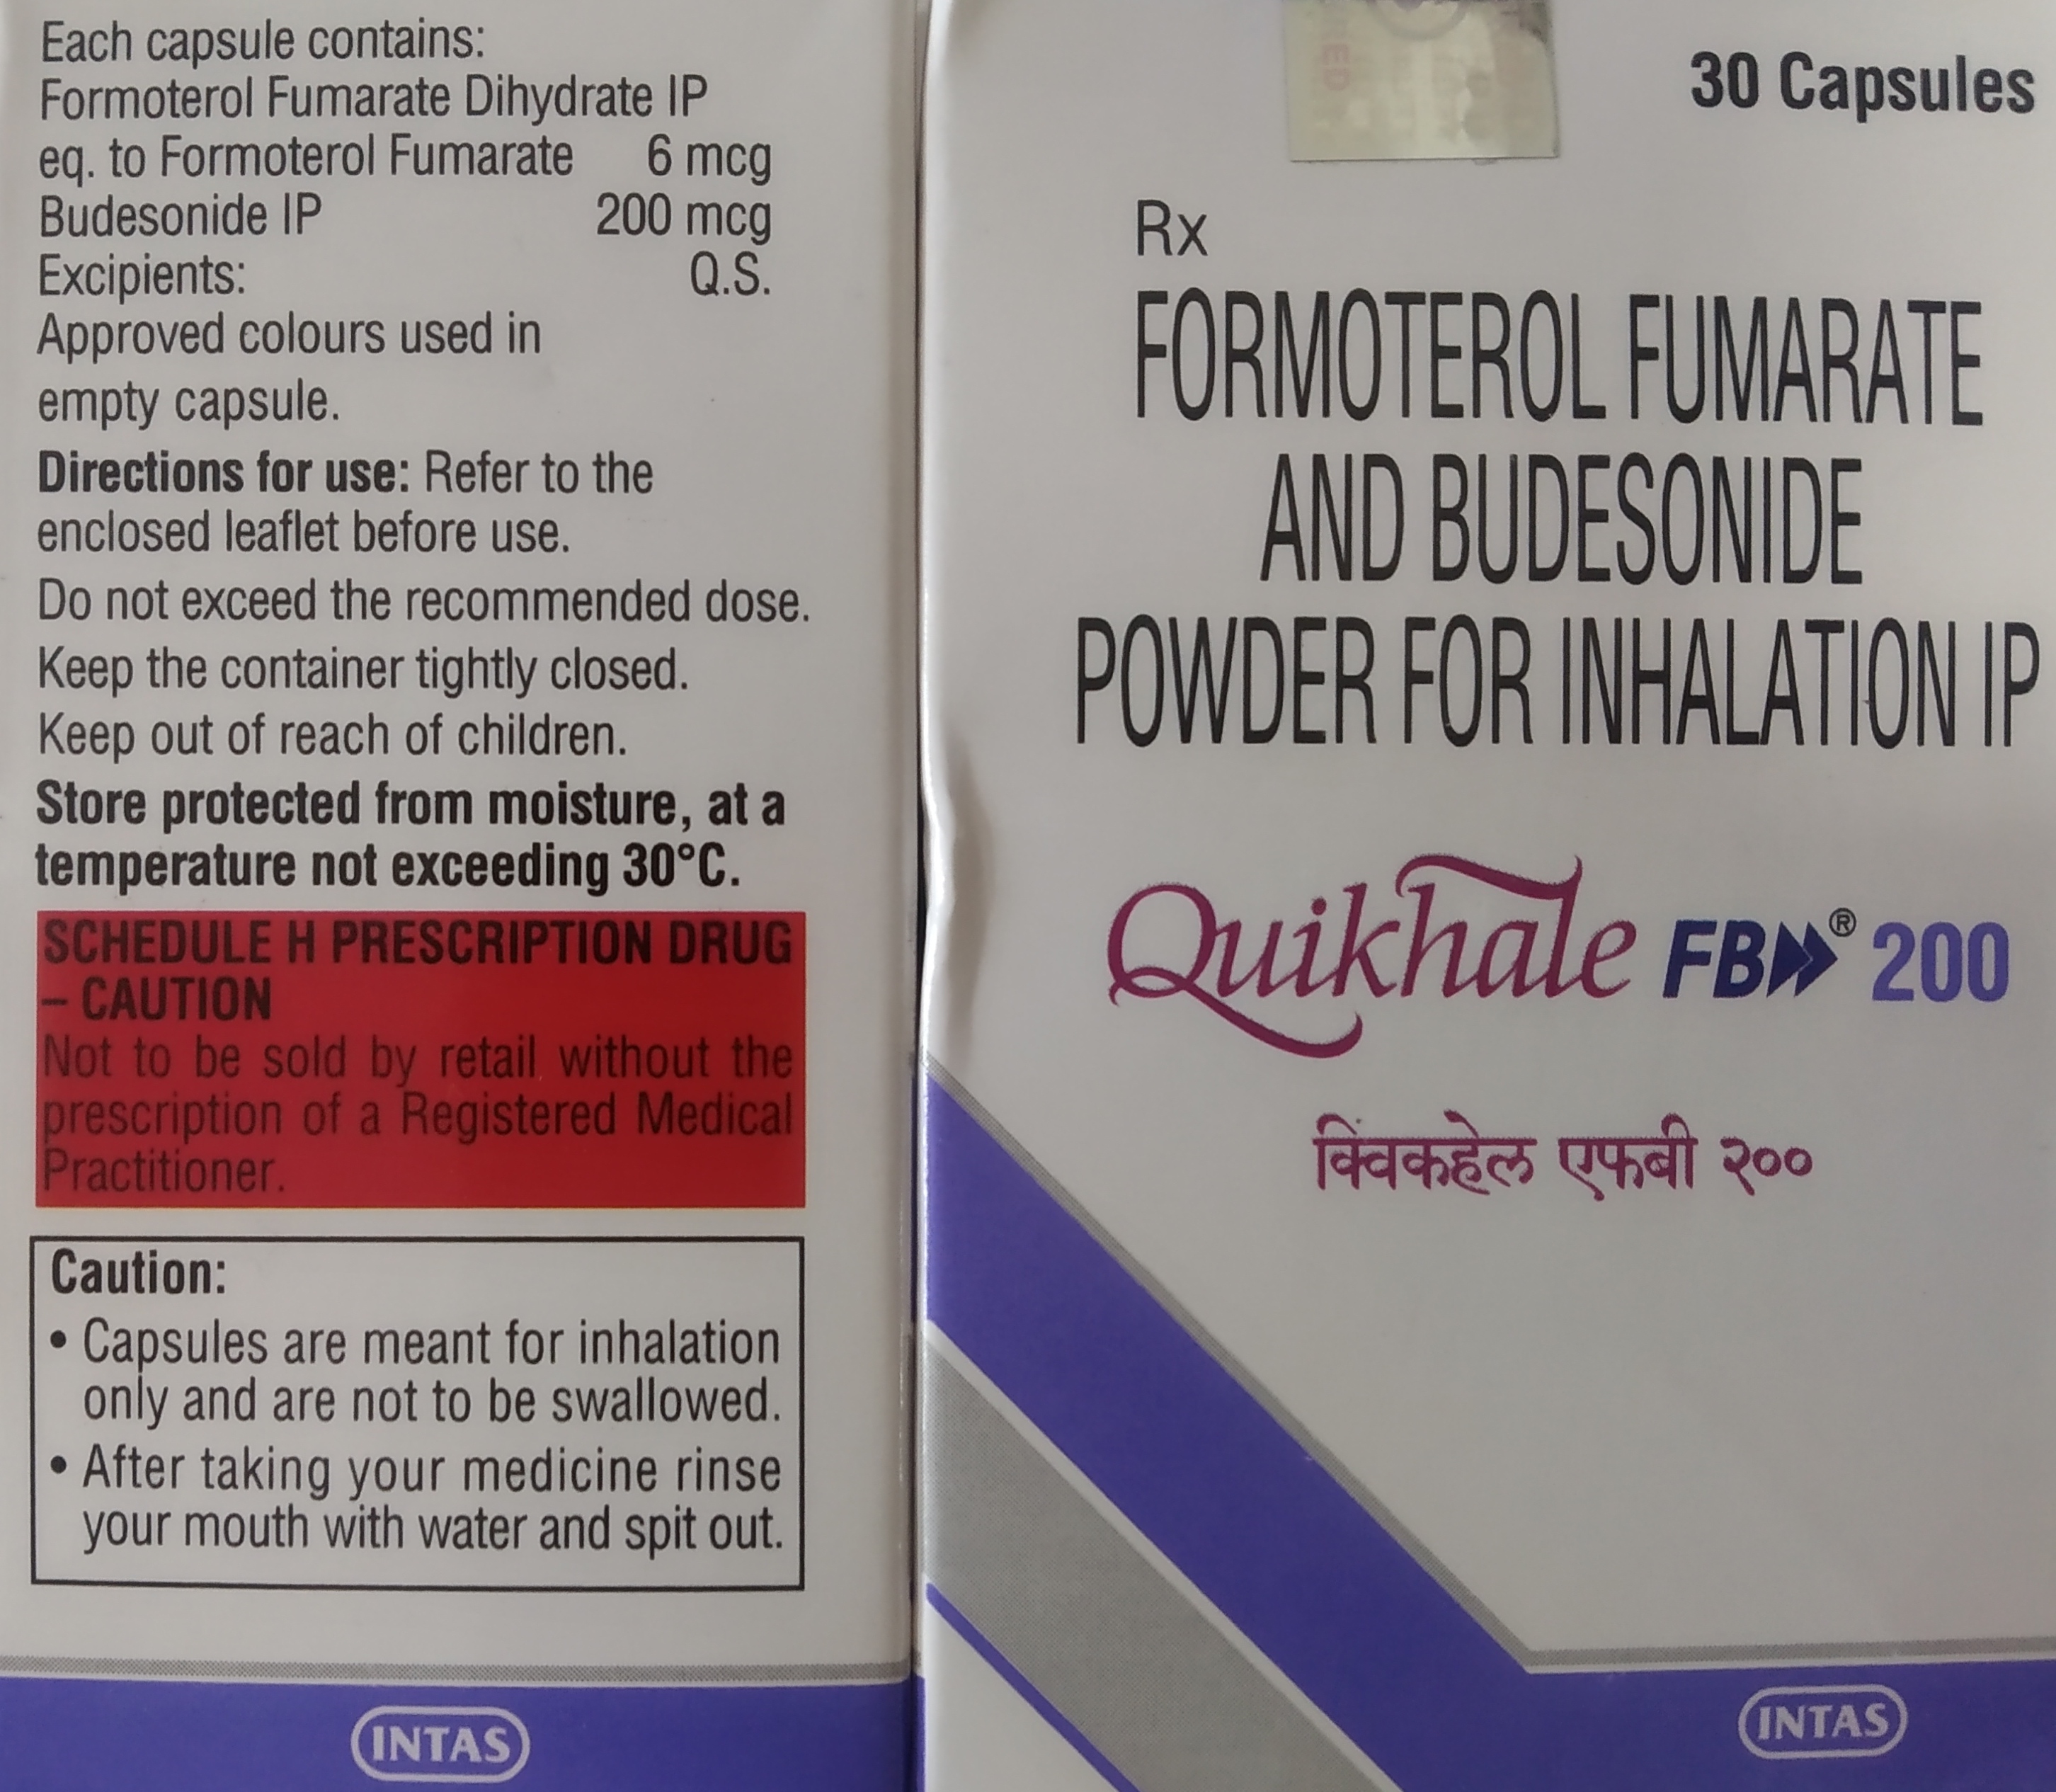 Each capsule contains:
Formoterol Fumarate Dihydrate IP
eq. to Formoterol Fumarate 6 mcg
Budesonide IP 200 mcg
Excipients: Q.S.
Approved colours used in
empty capsule.
Directions for use: Refer to the
enclosed leaflet before use.
Do not exceed the recommended dose.
Keep the container tightly closed.
Keep out of reach of children.
Store protected from moisture, at a
temperature not exceeding 30°C.
SCHEDULE H PRESCRIPTION DRUG
– CAUTION
Not to be sold by retail without the
prescription of a Registered Medical
Practitioner.
Caution:
• Capsules are meant for inhalation
only and are not to be swallowed.
• After taking your medicine rinse
your mouth with water and spit out.
INTAS
30 Capsules
Rx
FORMOTEROL FUMARATE
AND BUDESONIDE
POWDER FOR INHALATION IP
Quikhale FB® 200
क्विकहेल एफबी २००
INTAS